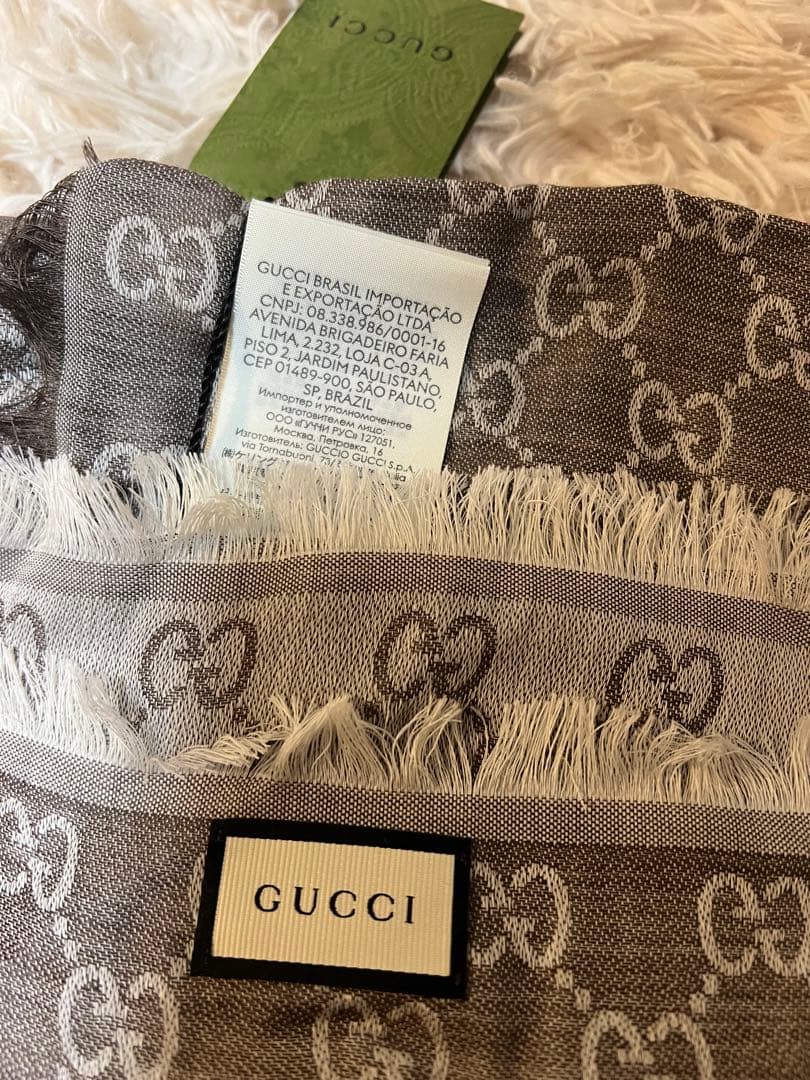 GUCCI
GUCCI BRASIL IMPORTAÇÃO
E EXPORTAÇÃO LTDA
CNPJ: 08.338.986/0001-16
AVENIDA BRIGADEIRO FARIA
LIMA, 2.232, LOJA C-03 A,
PISO 2, JARDIM PAULISTANO,
CEP 01489-900, SÃO PAULO,
SP, BRAZIL
Импортер и уполномоченное
изготовителем лицо:
ООО «ГУЧЧИ РУС» 127051,
Москва, Петровка, 16
Изготовитель: GUCCIO GUCCI S.p.A.
via Tornabuoni, 73/
GUCCI